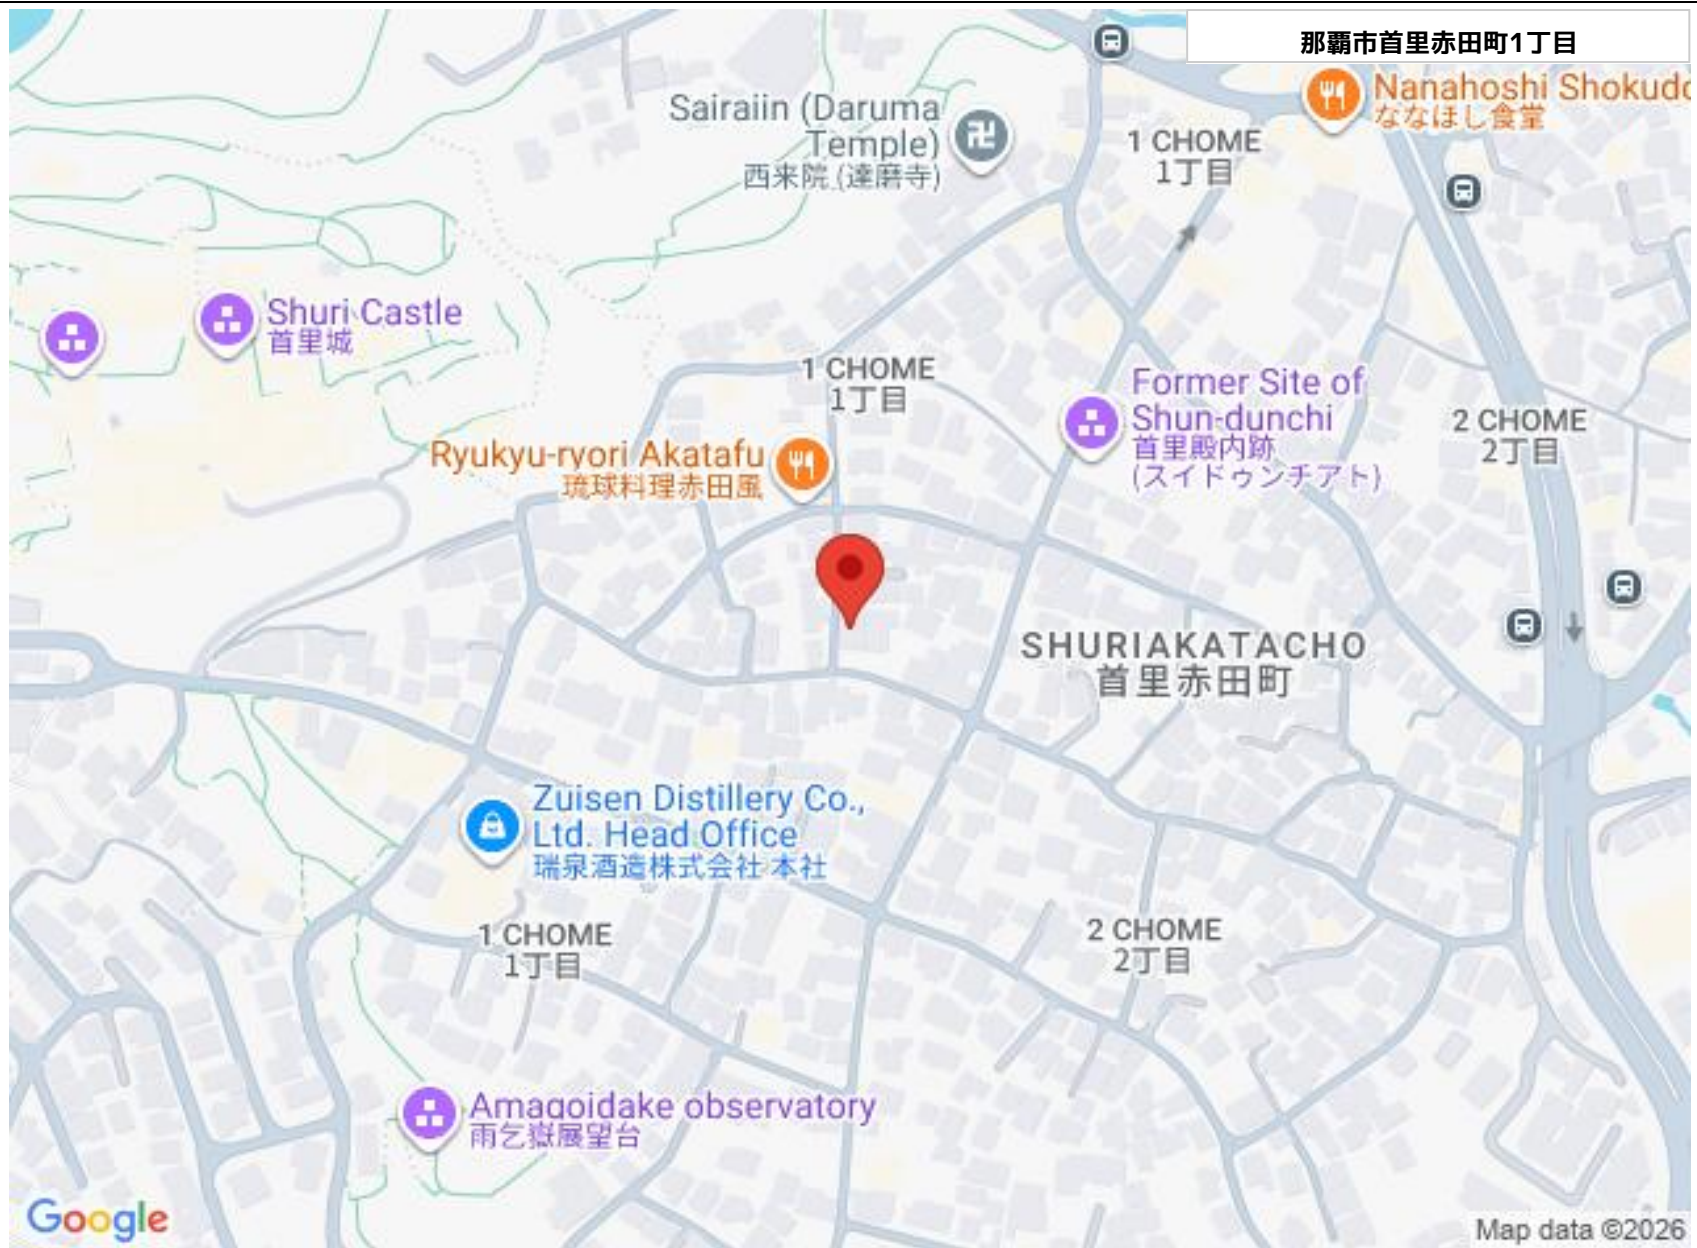 那覇市首里赤田町1丁目
Nanahoshi Shokudo
ななほし食堂
Sairaiin (Daruma
Temple)
西来院 (達磨寺)
1 CHOME
1丁目
Shuri Castle
首里城
1 CHOME
1丁目
Former Site of
Shun-dunchi
首里殿内跡
(スイドゥンチアト)
2 CHOME
2丁目
Ryukyu-ryori Akatafu
琉球料理赤田風
SHURIAKATACHO
首里赤田町
Zuisen Distillery Co.,
Ltd. Head Office
瑞泉酒造株式会社 本社
1 CHOME
1丁目
2 CHOME
2丁目
Amagoidake observatory
雨乞嶽展望台
Google
Map data ©2026